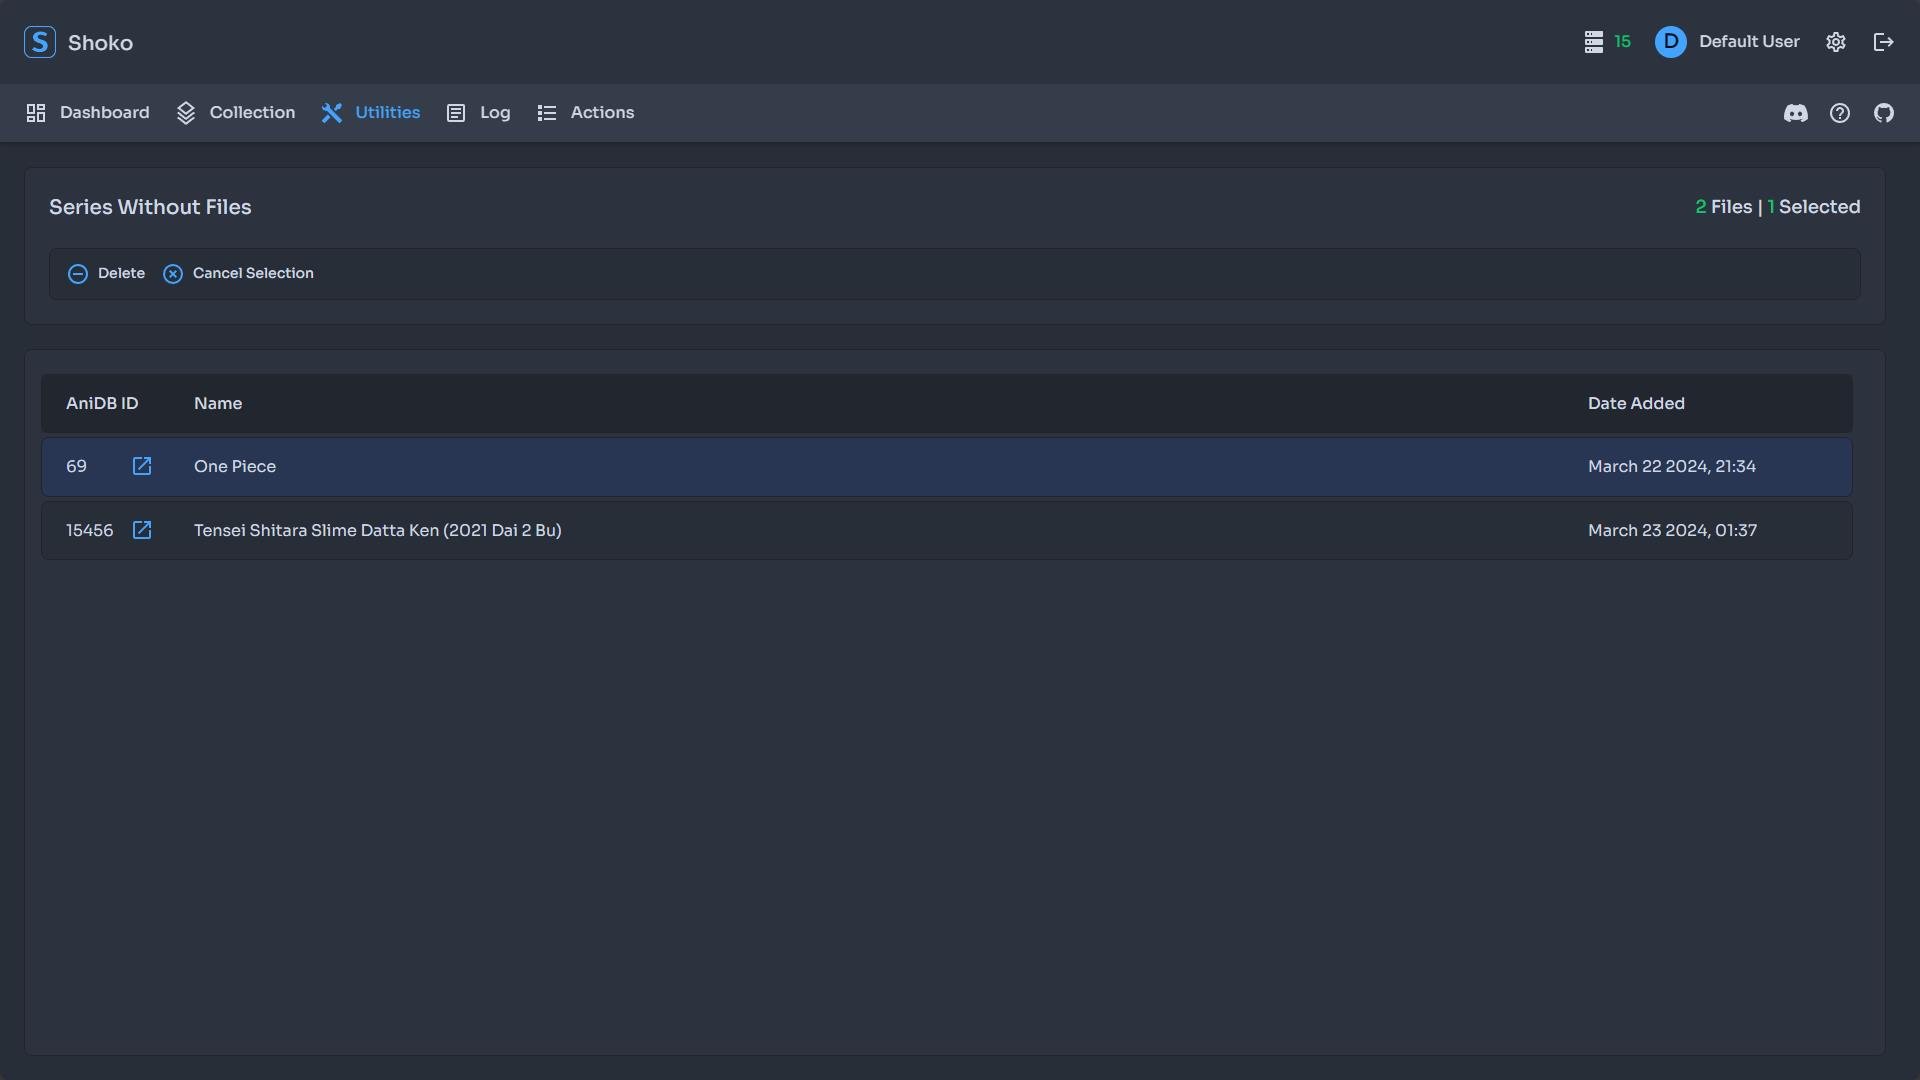 S Shoko
15 D Default User
Dashboard Collection Utilities Log Actions
Series Without Files
2 Files | 1 Selected
Delete Cancel Selection
AniDB ID Name Date Added
69 One Piece March 22 2024, 21:34
15456 Tensei Shitara Slime Datta Ken (2021 Dai 2 Bu) March 23 2024, 01:37